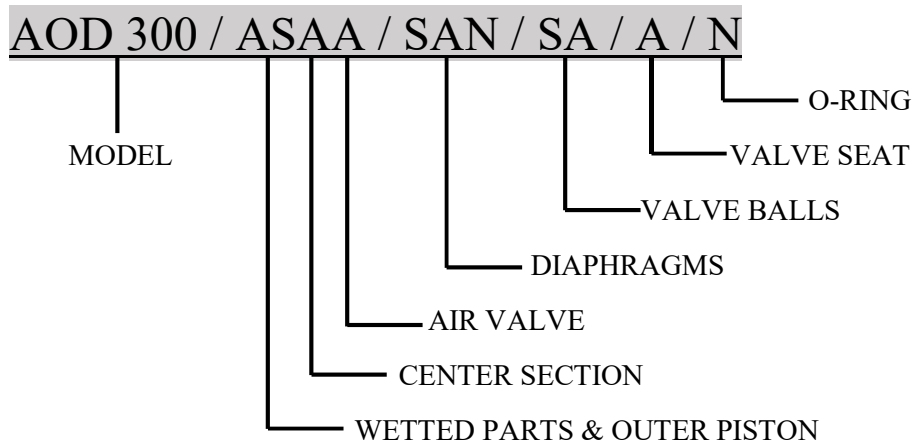 AOD 300 / ASAA / SAN / SA / A / N
O-RING
MODEL
VALVE SEAT
VALVE BALLS
DIAPHRAGMS
AIR VALVE
CENTER SECTION
WETTED PARTS & OUTER PISTON